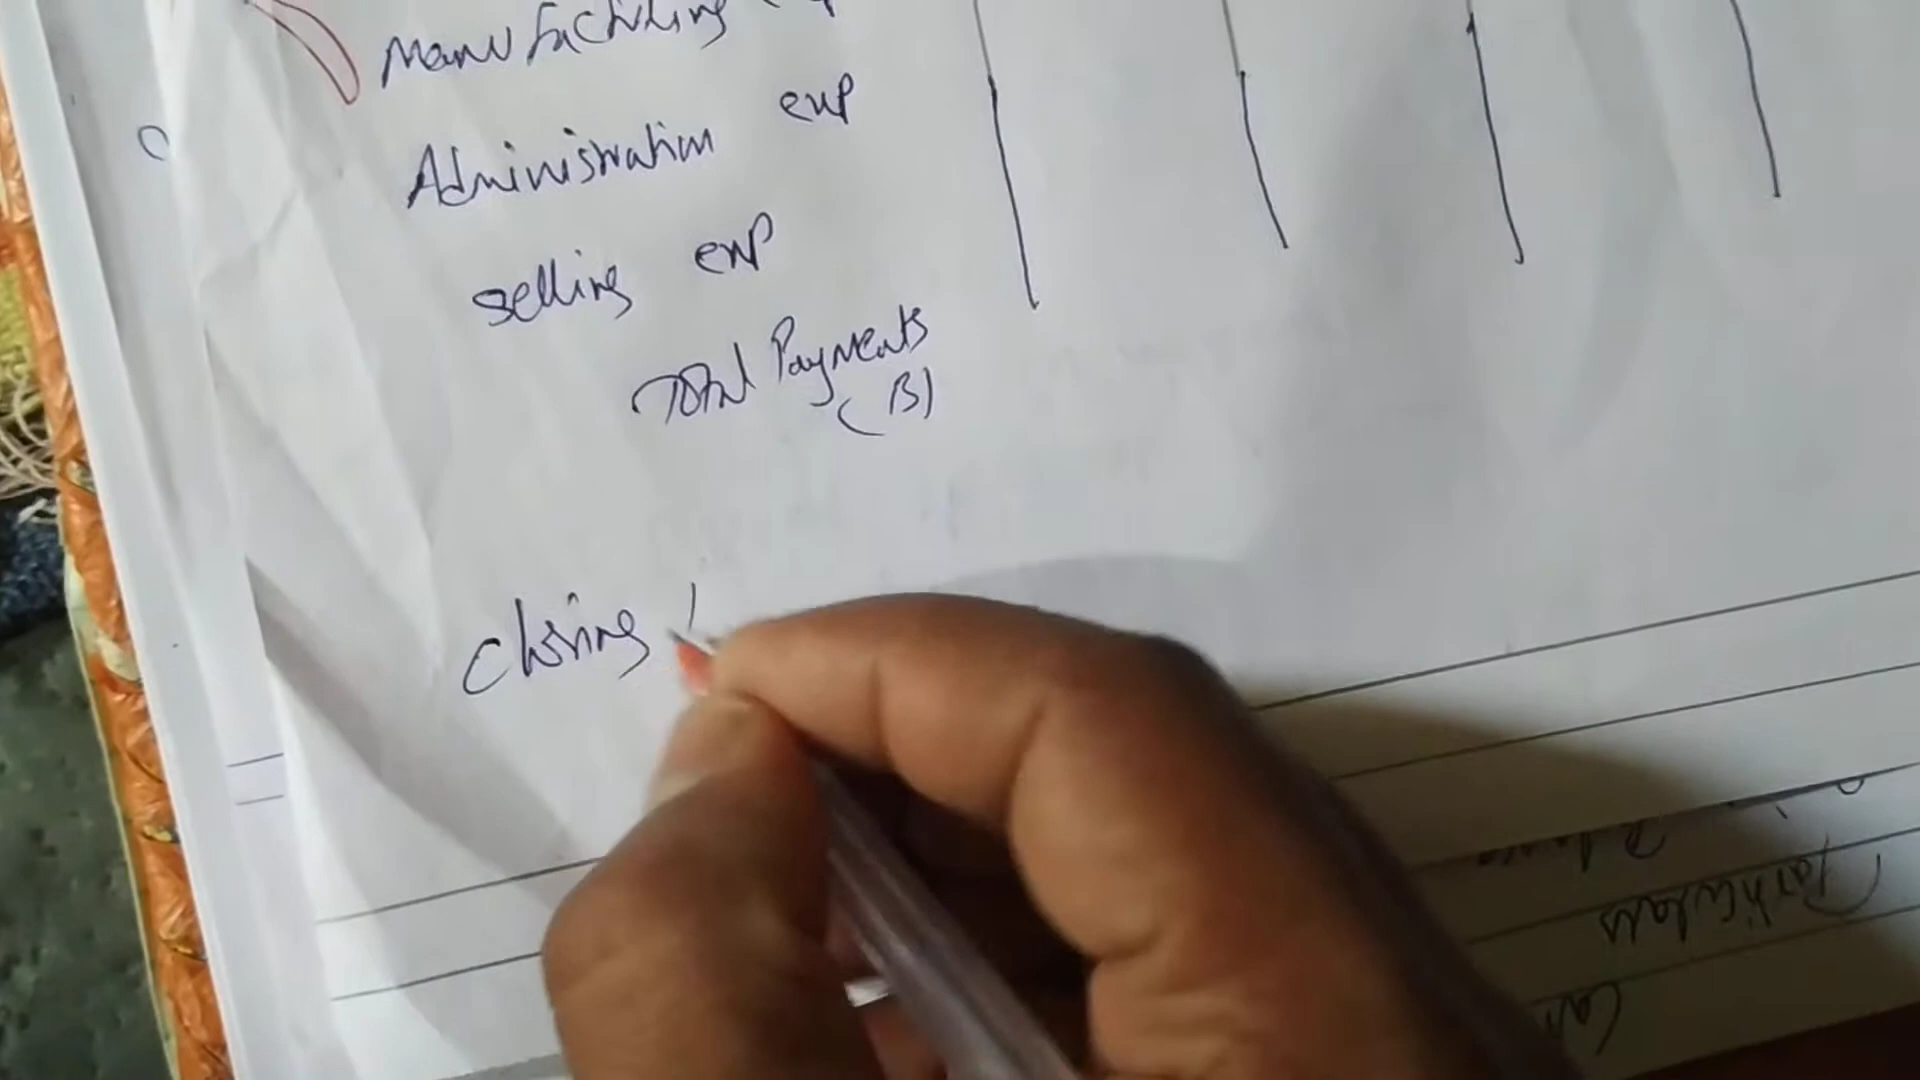 Manufacturing
Administration exp
selling exp
Total Payments
(B)
closing
Particulars